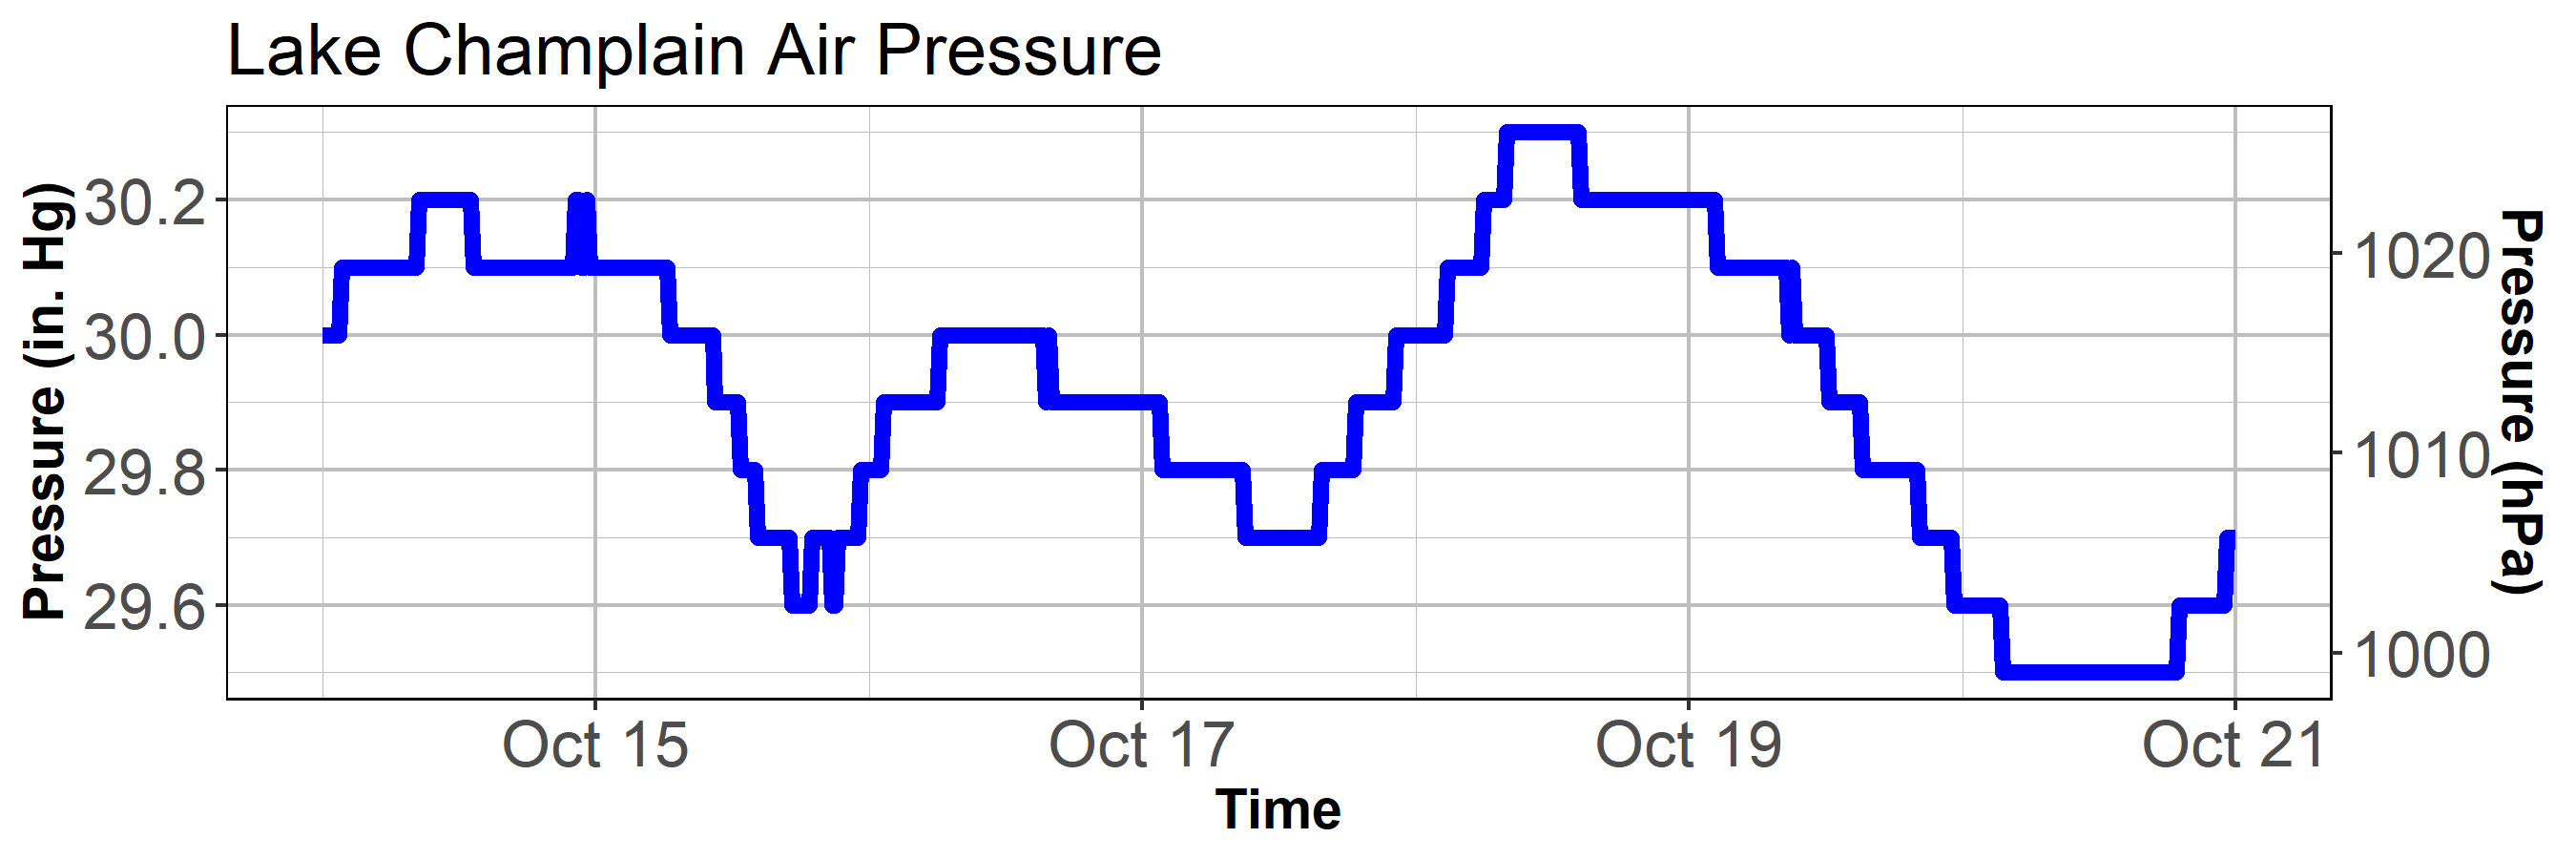 Lake Champlain Air Pressure
Pressure (in. Hg)
30.2
30.0
29.8
29.6
1020
1010
1000
Pressure (hPa)
Oct 15
Oct 17
Oct 19
Oct 21
Time